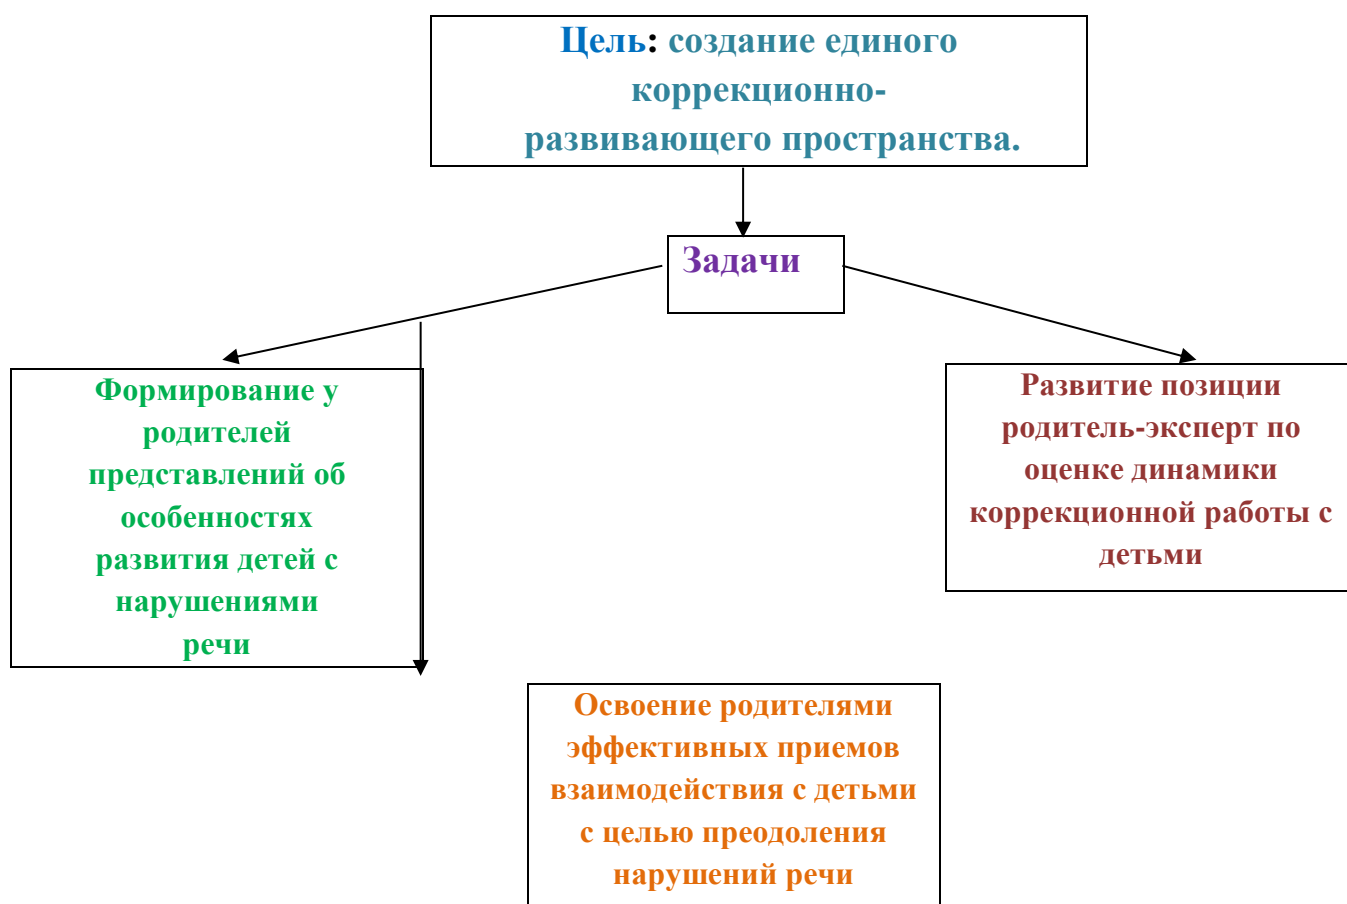 Цель: создание единого
коррекционно-
развивающего пространства.
Задачи
Формирование у
родителей
представлений об
особенностях
развития детей с
нарушениями
речи
Развитие позиции
родитель-эксперт по
оценке динамики
коррекционной работы с
детьми
Освоение родителями
эффективных приемов
взаимодействия с детьми
с целью преодоления
нарушений речи